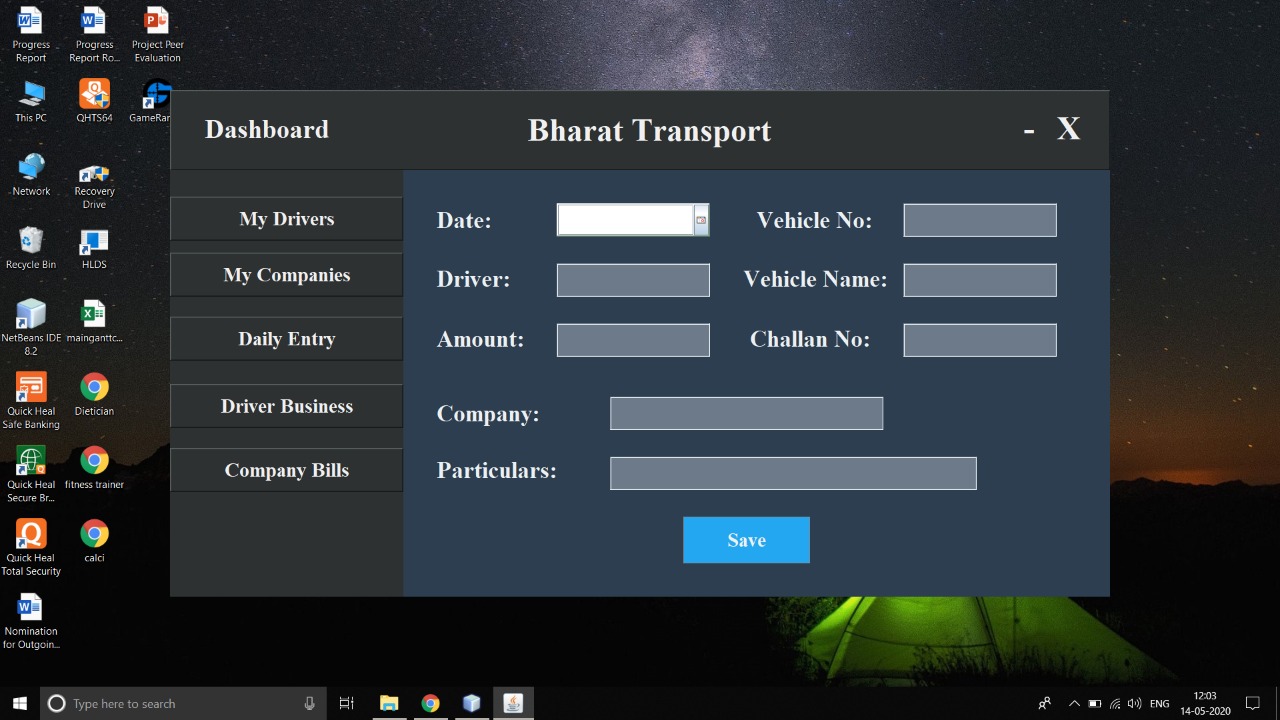 Progress
Report
Progress
Report Ro...
Project Peer
Evaluation
This PC
QHTS64
GameRan
Network
Recovery
Drive
Recycle Bin
HLDS
NetBeans IDE
8.2
mainganttc...
Quick Heal
Safe Banking
Dietician
Quick Heal
Secure Br...
fitness trainer
Quick Heal
Total Security
calci
Nomination
for Outgoin...
Dashboard
Bharat Transport
- X
My Drivers
My Companies
Daily Entry
Driver Business
Company Bills
Date:
Vehicle No:
Driver:
Vehicle Name:
Amount:
Challan No:
Company:
Particulars:
Save
Type here to search
ENG
12:03
14-05-2020